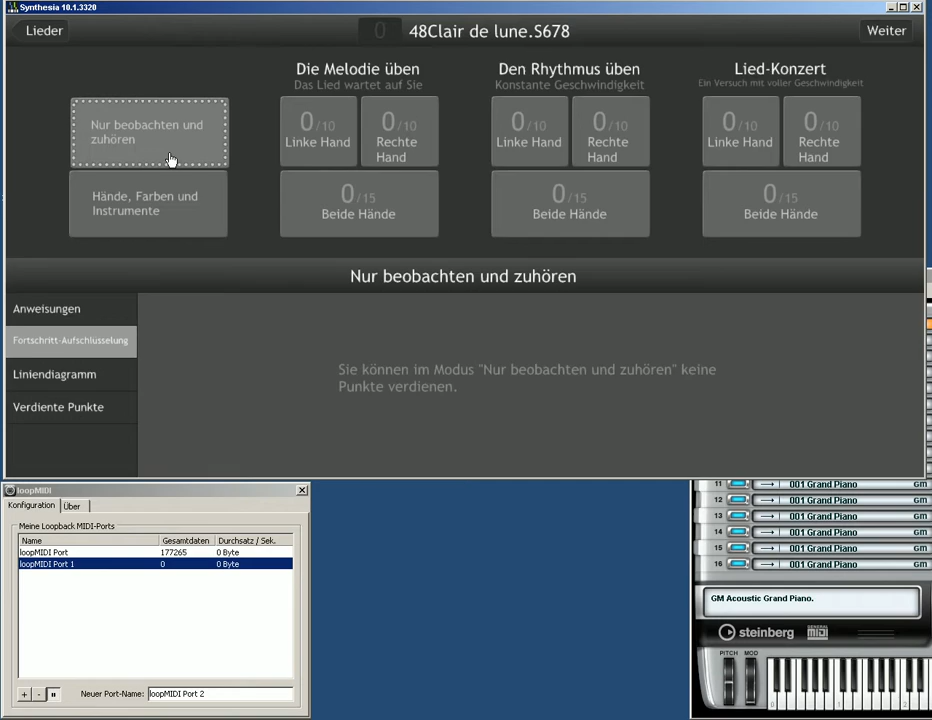 Synthesia 10.1.3320
Lieder
0
48Clair de lune.S678
Weiter
Die Melodie üben
Das Lied wartet auf Sie
Den Rhythmus üben
Konstante Geschwindigkeit
Lied-Konzert
Ein Versuch mit voller Geschwindigkeit
Nur beobachten und
zuhören
0/10
Linke Hand
0/10
Rechte
Hand
0/10
Linke Hand
0/10
Rechte
Hand
0/10
Linke Hand
0/10
Rechte
Hand
Hände, Farben und
Instrumente
0/15
Beide Hände
0/15
Beide Hände
0/15
Beide Hände
Nur beobachten und zuhören
Anweisungen
Fortschritt-Aufschlüsselung
Liniendiagramm
Verdiente Punkte
Sie können im Modus "Nur beobachten und zuhören" keine
Punkte verdienen.
loopMIDI
Konfiguration Über
Meine Loopback MIDI-Ports
Name Gesamtdaten Durchsatz / Sek.
loopMIDI Port 177265 0 Byte
loopMIDI Port 1 0 0 Byte
+ -
Neuer Port-Name: loopMIDI Port 2
11 001 Grand Piano GM
12 001 Grand Piano GM
13 001 Grand Piano GM
14 001 Grand Piano GM
15 001 Grand Piano GM
16 001 Grand Piano GM
GM Acoustic Grand Piano.
steinberg GENERAL MIDI
PITCH MOD